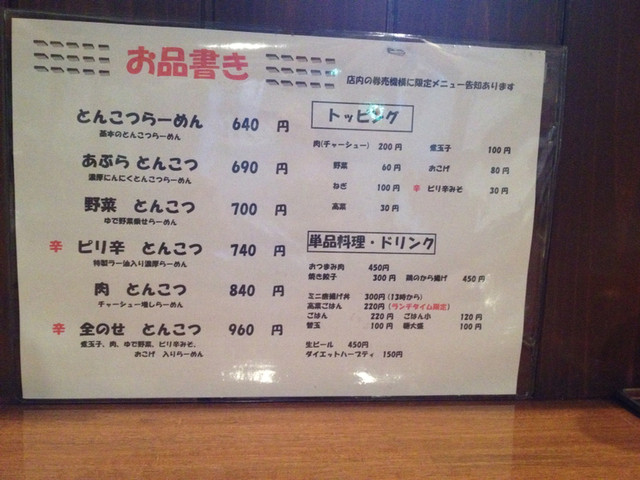 お品書き
店内の券売機横に限定メニュー告知あります
とんこつらーめん 640 円
基本のとんこつらーめん
あぶら とんこつ 690 円
濃厚にんにくとんこつらーめん
野菜 とんこつ 700 円
ゆで野菜乗せらーめん
辛 ピリ辛 とんこつ 740 円
特製ラー油入り濃厚らーめん
肉 とんこつ 840 円
チャーシュー増しらーめん
辛 全のせ とんこつ 960 円
煮玉子、肉、ゆで野菜、ピリ辛みそ、
おこげ 入りらーめん
トッピング
肉(チャーシュー) 200 円 煮玉子 100 円
野菜 60 円 おこげ 80 円
ねぎ 100 円 辛 ピリ辛みそ 30 円
高菜 30 円
単品料理・ドリンク
おつまみ肉 450円
焼き餃子 300 円 鶏のから揚げ 450 円
ミニ唐揚げ丼 300円(13時から)
高菜ごはん 220円(ランチタイム限定)
ごはん 220 円 ごはん小 120 円
替玉 100 円 麺大盛 100 円
生ビール 450円
ダイエットハーブティ 150円